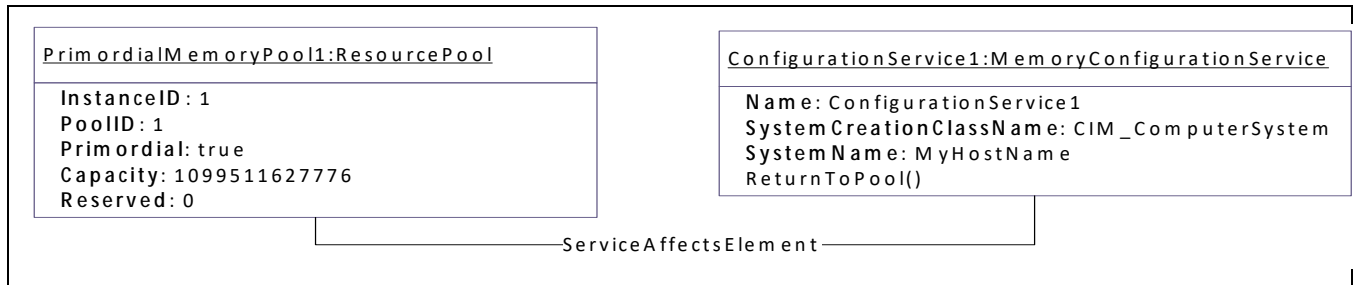 PrimordialMemoryPool1:ResourcePool
InstanceID: 1
PoolID: 1
Primordial: true
Capacity: 1099511627776
Reserved: 0
ConfigurationService1:MemoryConfigurationService
Name: ConfigurationService1
SystemCreationClassName: CIM_ComputerSystem
SystemName: MyHostName
ReturnToPool()
ServiceAffectsElement